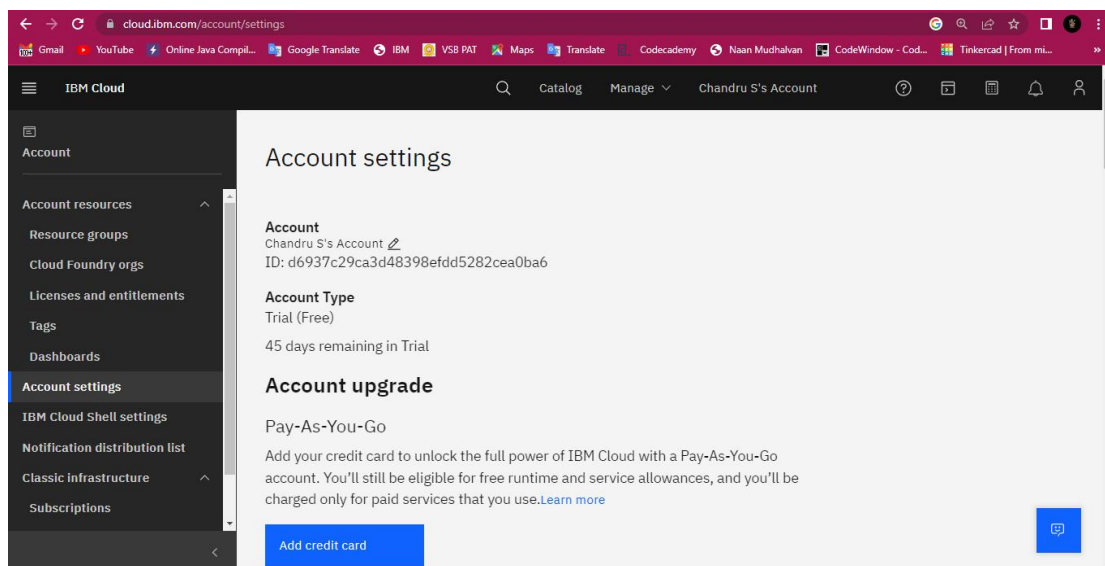 cloud.ibm.com/account/settings
Gmail YouTube Online Java Compil... Google Translate IBM VSB PAT Maps Translate Codecademy Naan Mudhalvan CodeWindow - Cod... Tinkercad | From mi... »
IBM Cloud Catalog Manage Chandru S's Account
Account
Account resources
Resource groups
Cloud Foundry orgs
Licenses and entitlements
Tags
Dashboards
Account settings
IBM Cloud Shell settings
Notification distribution list
Classic infrastructure
Subscriptions
Account settings
Account
Chandru S's Account
ID: d6937c29ca3d48398efdd5282cea0ba6
Account Type
Trial (Free)
45 days remaining in Trial
Account upgrade
Pay-As-You-Go
Add your credit card to unlock the full power of IBM Cloud with a Pay-As-You-Go
account. You'll still be eligible for free runtime and service allowances, and you'll be
charged only for paid services that you use.Learn more
Add credit card